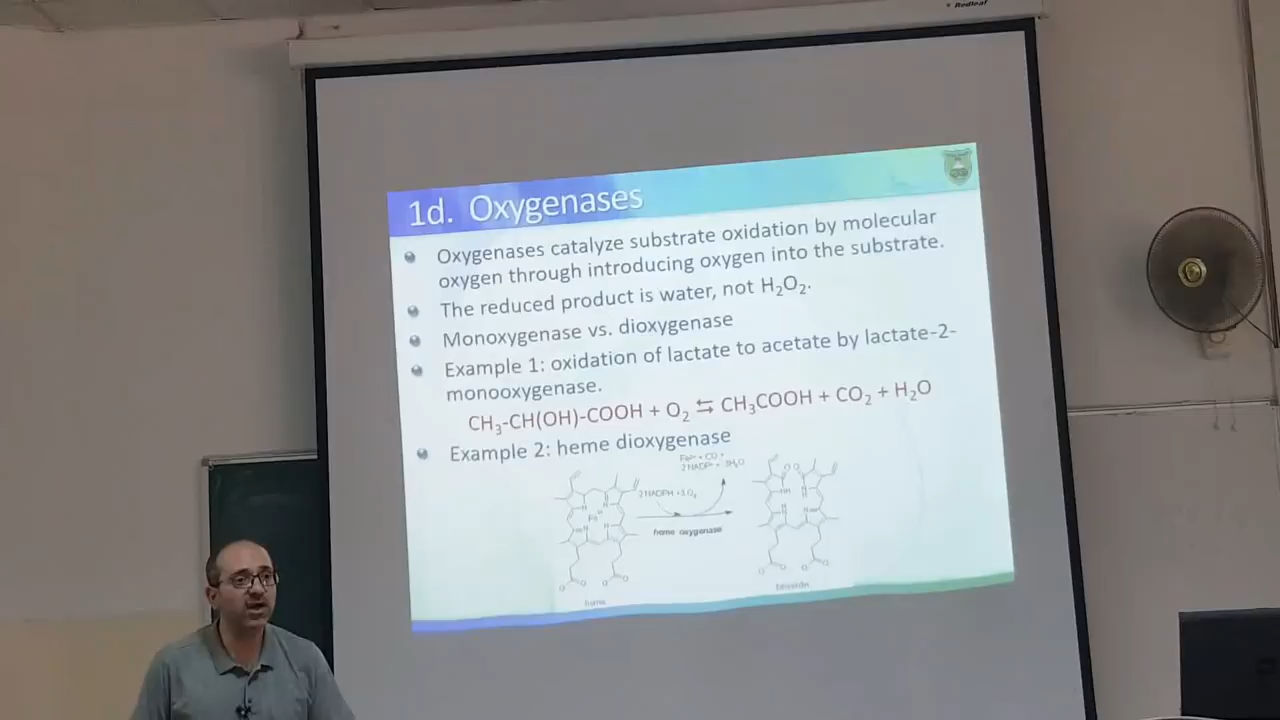 Redleaf
1d. Oxygenases
Oxygenases catalyze substrate oxidation by molecular
oxygen through introducing oxygen into the substrate.
The reduced product is water, not H₂O₂.
Monoxygenase vs. dioxygenase
Example 1: oxidation of lactate to acetate by lactate-2-
monooxygenase.
CH₃-CH(OH)-COOH + O₂ ⇆ CH₃COOH + CO₂ + H₂O
Example 2: heme dioxygenase
heme oxygenase
heme